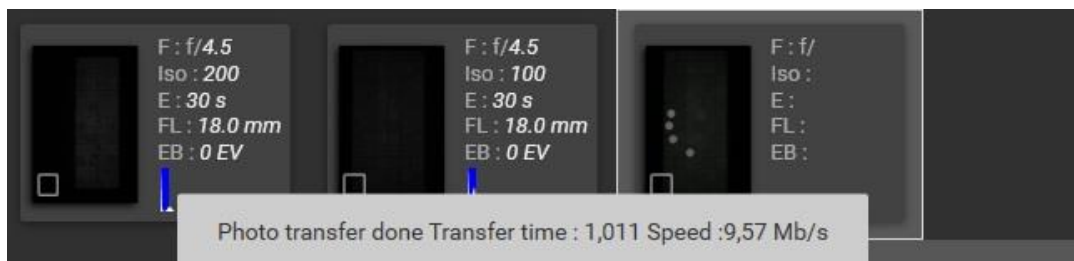 F : f/4.5
Iso : 200
E : 30 s
FL : 18.0 mm
EB : 0 EV
F : f/4.5
Iso : 100
E : 30 s
FL : 18.0 mm
EB : 0 EV
F : f/
Iso :
E :
FL :
EB :
Photo transfer done Transfer time : 1,011 Speed :9,57 Mb/s